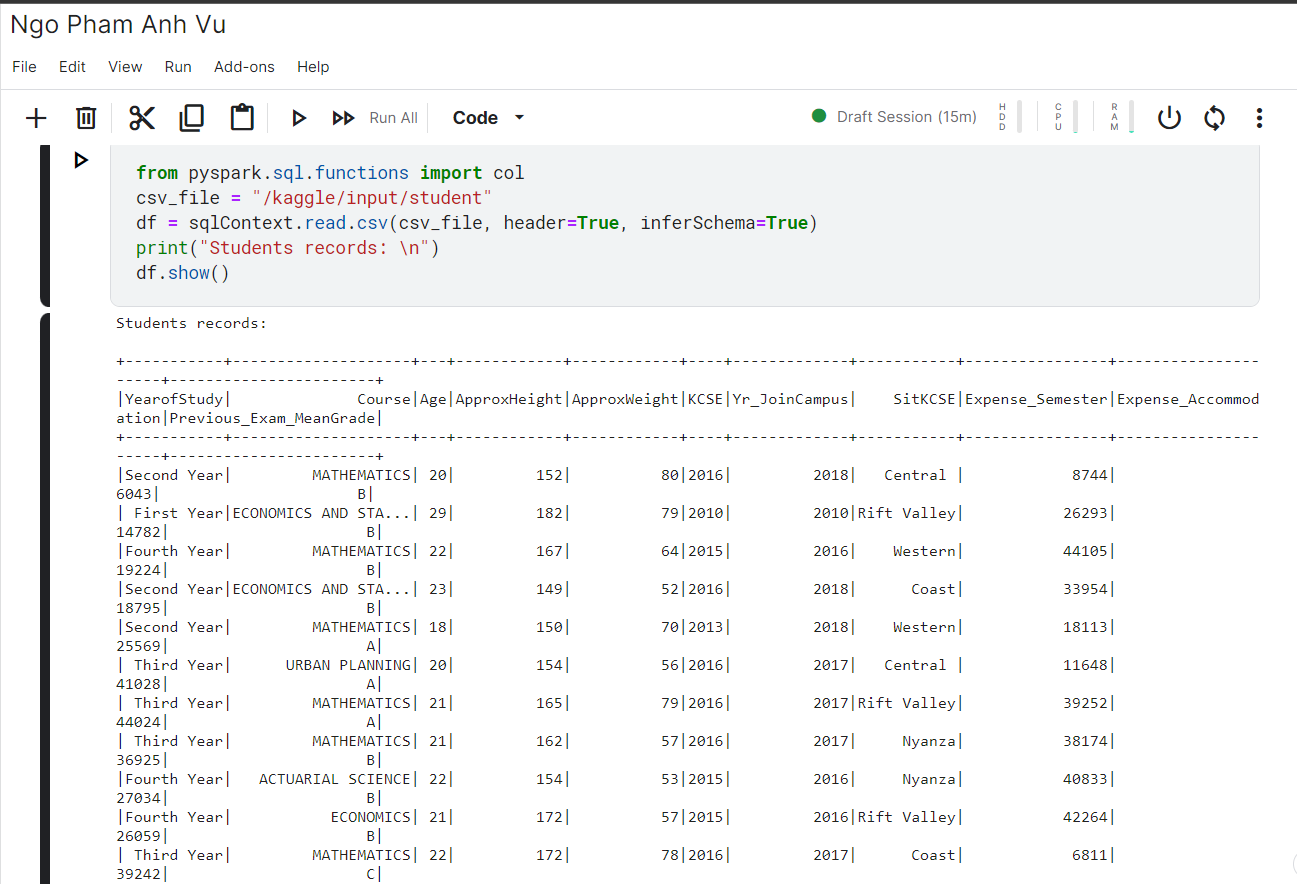 Ngo Pham Anh Vu
File Edit View Run Add-ons Help
Run All Code Draft Session (15m) HDD CPU RAM
from pyspark.sql.functions import col
csv_file = "/kaggle/input/student"
df = sqlContext.read.csv(csv_file, header=True, inferSchema=True)
print("Students records: \n")
df.show()
Students records:
+-----------+--------------------+---+------------+------------+----+-------------+-----------+----------------+----------------
-----+-----------------------+
|YearofStudy|              Course|Age|ApproxHeight|ApproxWeight|KCSE|Yr_JoinCampus|    SitKCSE|Expense_Semester|Expense_Accommod
ation|Previous_Exam_MeanGrade|
+-----------+--------------------+---+------------+------------+----+-------------+-----------+----------------+----------------
-----+-----------------------+
|Second Year|         MATHEMATICS| 20|         152|          80|2016|         2018|   Central |            8744|
6043|                      B|
| First Year|ECONOMICS AND STA...| 29|         182|          79|2010|         2010|Rift Valley|           26293|
14782|                      B|
|Fourth Year|         MATHEMATICS| 22|         167|          64|2015|         2016|    Western|           44105|
19224|                      B|
|Second Year|ECONOMICS AND STA...| 23|         149|          52|2016|         2018|      Coast|           33954|
18795|                      B|
|Second Year|         MATHEMATICS| 18|         150|          70|2013|         2018|    Western|           18113|
25569|                      A|
| Third Year|      URBAN PLANNING| 20|         154|          56|2016|         2017|   Central |           11648|
41028|                      A|
| Third Year|         MATHEMATICS| 21|         165|          79|2016|         2017|Rift Valley|           39252|
44024|                      A|
| Third Year|         MATHEMATICS| 21|         162|          57|2016|         2017|     Nyanza|           38174|
36925|                      B|
|Fourth Year|   ACTUARIAL SCIENCE| 22|         154|          53|2015|         2016|     Nyanza|           40833|
27034|                      B|
|Fourth Year|           ECONOMICS| 21|         172|          57|2015|         2016|Rift Valley|           42264|
26059|                      B|
| Third Year|         MATHEMATICS| 22|         172|          78|2016|         2017|      Coast|            6811|
39242|                      C|